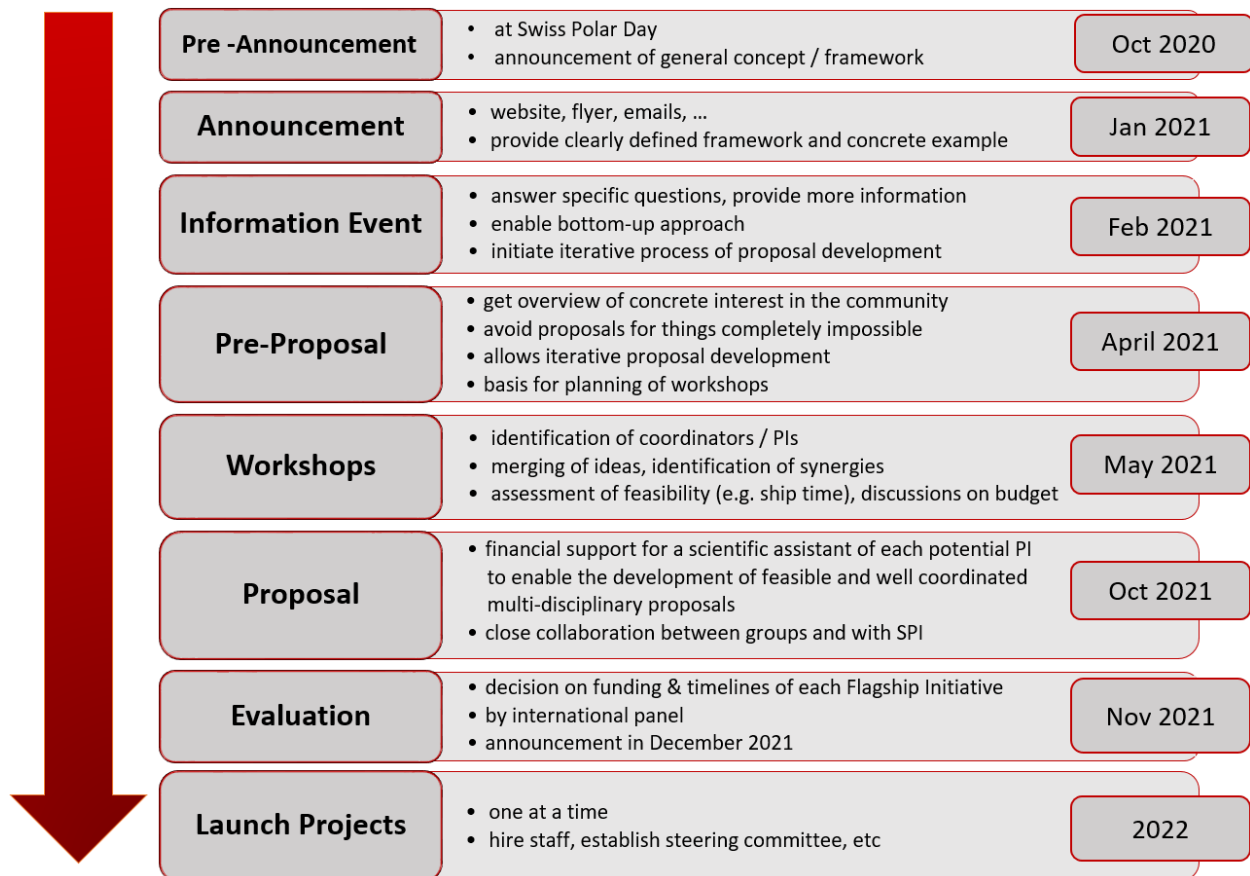 Pre -Announcement
• at Swiss Polar Day
• announcement of general concept / framework
Oct 2020
Announcement
• website, flyer, emails, ...
• provide clearly defined framework and concrete example
Jan 2021
Information Event
• answer specific questions, provide more information
• enable bottom-up approach
• initiate iterative process of proposal development
Feb 2021
Pre-Proposal
• get overview of concrete interest in the community
• avoid proposals for things completely impossible
• allows iterative proposal development
• basis for planning of workshops
April 2021
Workshops
• identification of coordinators / PIs
• merging of ideas, identification of synergies
• assessment of feasibility (e.g. ship time), discussions on budget
May 2021
Proposal
• financial support for a scientific assistant of each potential PI
to enable the development of feasible and well coordinated
multi-disciplinary proposals
• close collaboration between groups and with SPI
Oct 2021
Evaluation
• decision on funding & timelines of each Flagship Initiative
• by international panel
• announcement in December 2021
Nov 2021
Launch Projects
• one at a time
• hire staff, establish steering committee, etc
2022